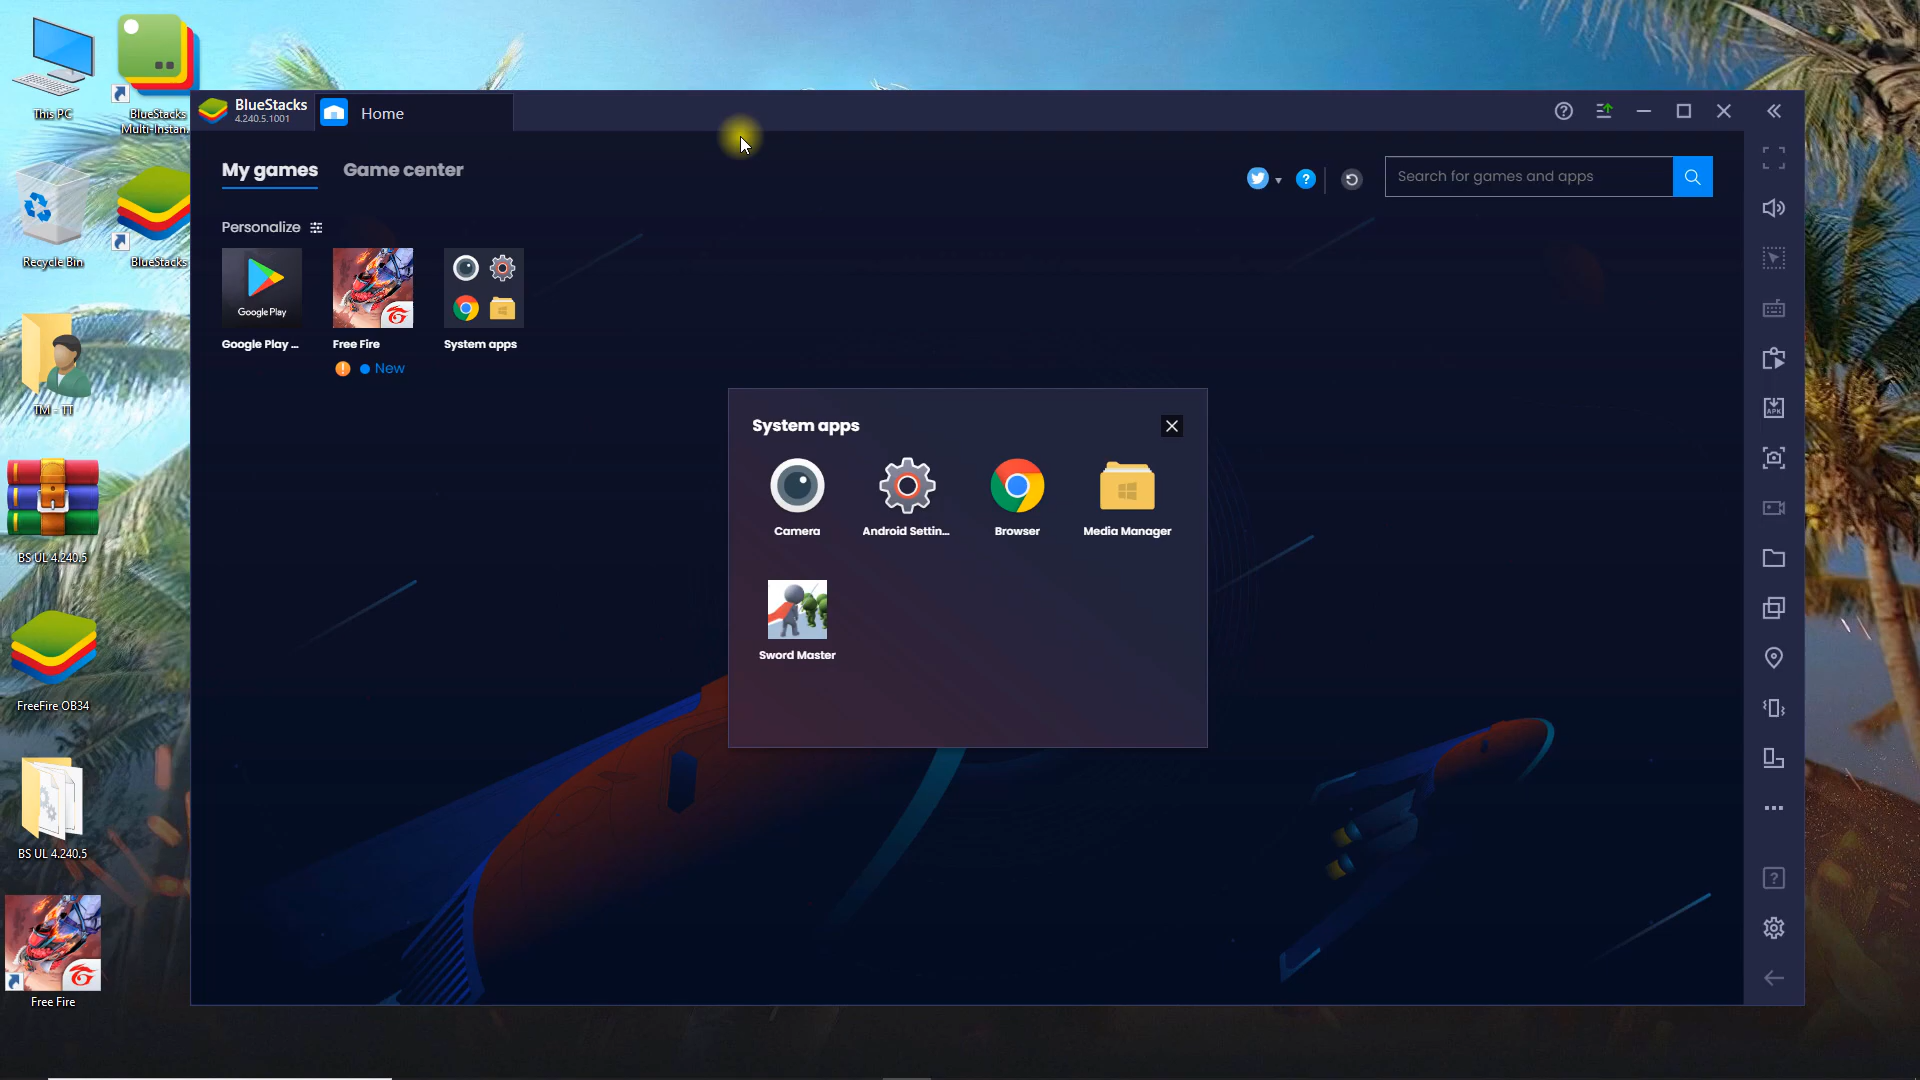 This PC
BlueStacks
Multi-Instan...
Recycle Bin
BlueStacks
TM - TT
BS UL 4.240.5
FreeFire OB34
BS UL 4.240.5
Free Fire
BlueStacks
4.240.5.1001
Home
My games
Game center
Search for games and apps
Personalize
Google Play
Google Play ...
Free Fire
New
System apps
System apps
Camera
Android Settin...
Browser
Media Manager
Sword Master
APK